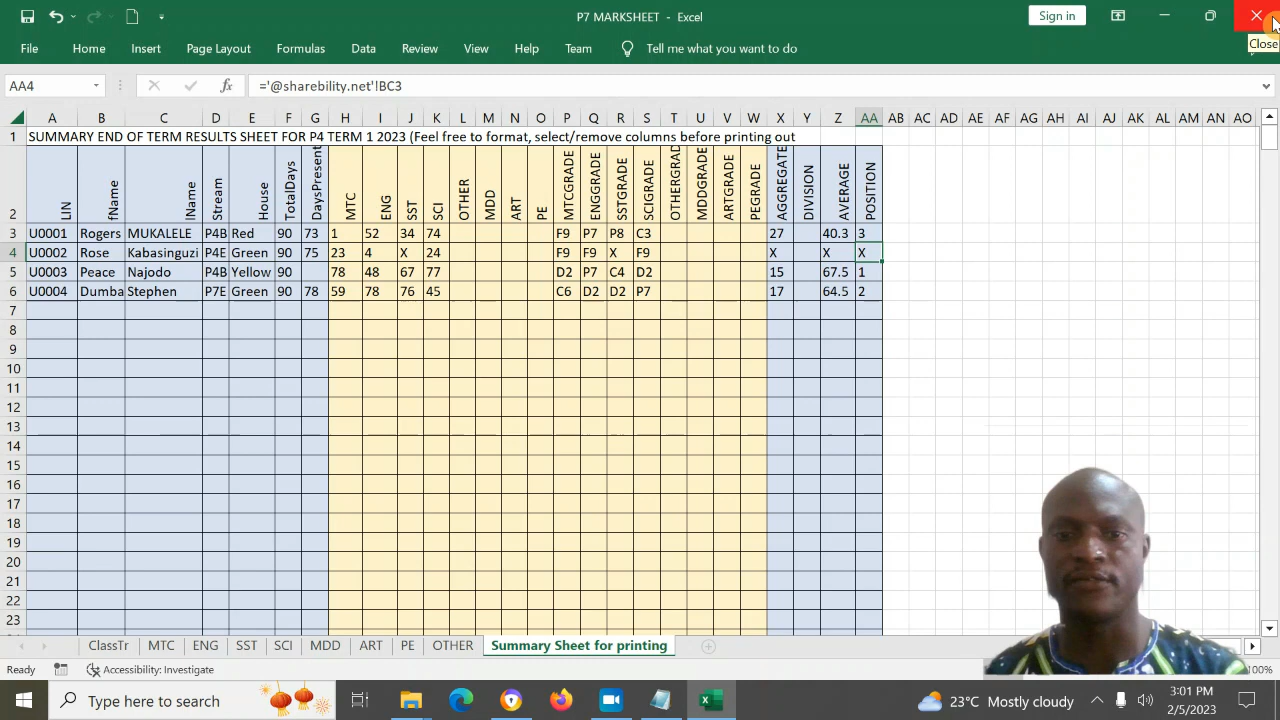 P7 MARKSHEET - Excel
Sign in
Close
File Home Insert Page Layout Formulas Data Review View Help Team Tell me what you want to do
AA4 fx ='@sharebility.net'!BC3
A B C D E F G H I J K L M N O P Q R S T U V W X Y Z AA AB AC AD AE AF AG AH AI AJ AK AL AM AN AO
1 SUMMARY END OF TERM RESULTS SHEET FOR P4 TERM 1 2023 (Feel free to format, select/remove columns before printing out
2 LIN fName lName Stream House TotalDays DaysPresent MTC ENG SST SCI OTHER MDD ART PE MTCGRADE ENGGRADE SSTGRADE SCIGRADE OTHERGRAD MDDGRADE ARTGRADE PEGRADE AGGREGATE DIVISION AVERAGE POSITION
3 U0001 Rogers MUKALELE P4B Red 90 73 1 52 34 74 F9 P7 P8 C3 27 40.3 3
4 U0002 Rose Kabasinguzi P4E Green 90 75 23 4 X 24 F9 F9 X F9 X X X
5 U0003 Peace Najodo P4B Yellow 90 78 48 67 77 D2 P7 C4 D2 15 67.5 1
6 U0004 Dumba Stephen P7E Green 90 78 59 78 76 45 C6 D2 D2 P7 17 64.5 2
7
8
9
10
11
12
13
14
15
16
17
18
19
20
21
22
23
ClassTr MTC ENG SST SCI MDD ART PE OTHER Summary Sheet for printing
Ready Accessibility: Investigate 100%
Type here to search 23°C Mostly cloudy 3:01 PM
2/5/2023